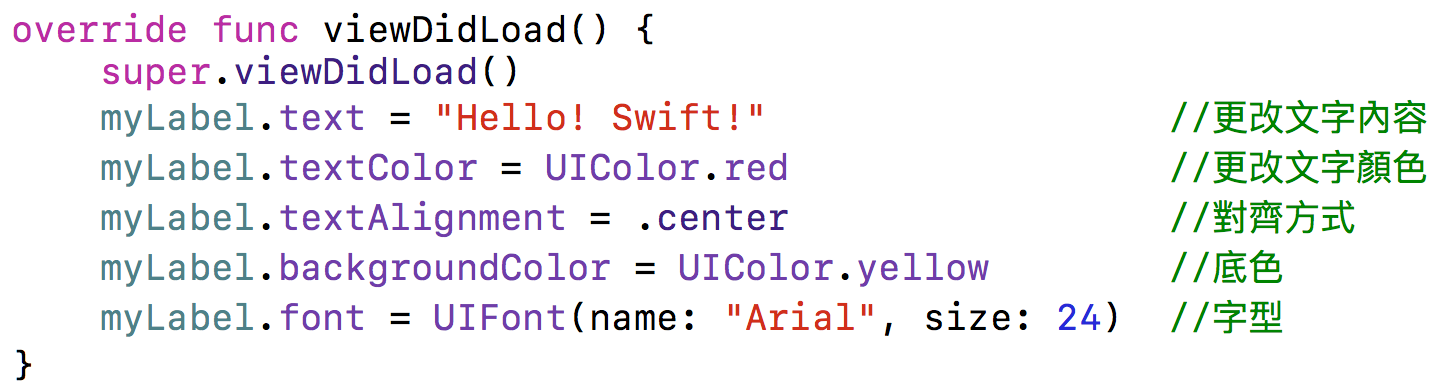 override func viewDidLoad() {
    super.viewDidLoad()
    myLabel.text = "Hello! Swift!"                  //更改文字內容
    myLabel.textColor = UIColor.red                 //更改文字顏色
    myLabel.textAlignment = .center                 //對齊方式
    myLabel.backgroundColor = UIColor.yellow        //底色
    myLabel.font = UIFont(name: "Arial", size: 24)  //字型
}